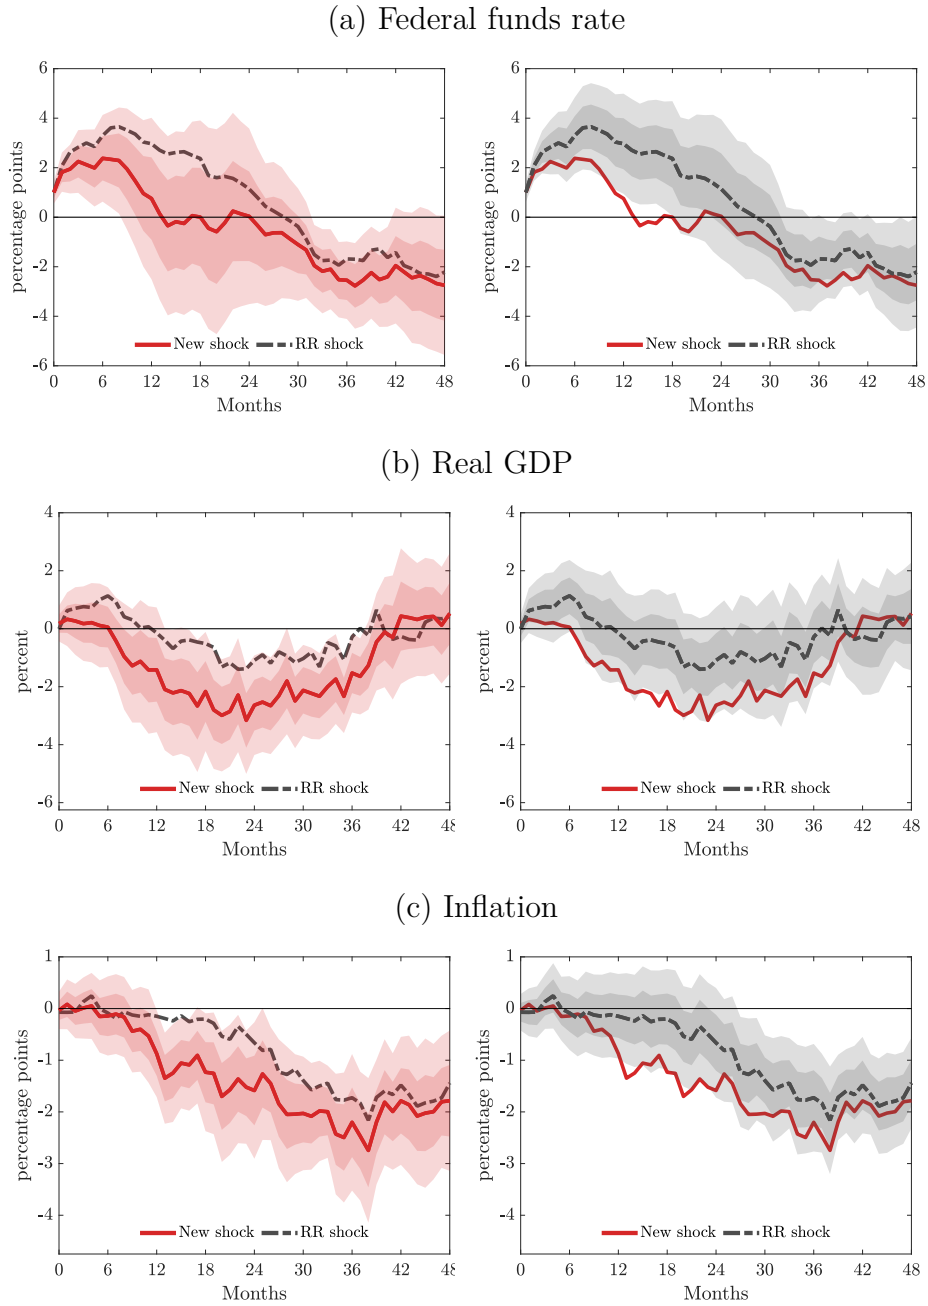 (a) Federal funds rate
percentage points
6
4
2
0
-2
-4
-6
New shock
RR shock
0 6 12 18 24 30 36 42 48
Months
percentage points
6
4
2
0
-2
-4
-6
New shock
RR shock
0 6 12 18 24 30 36 42 48
Months
(b) Real GDP
percent
4
2
0
-2
-4
-6
New shock
RR shock
0 6 12 18 24 30 36 42 48
Months
percent
4
2
0
-2
-4
-6
New shock
RR shock
0 6 12 18 24 30 36 42 48
Months
(c) Inflation
percentage points
1
0
-1
-2
-3
-4
New shock
RR shock
0 6 12 18 24 30 36 42 48
Months
percentage points
1
0
-1
-2
-3
-4
New shock
RR shock
0 6 12 18 24 30 36 42 48
Months